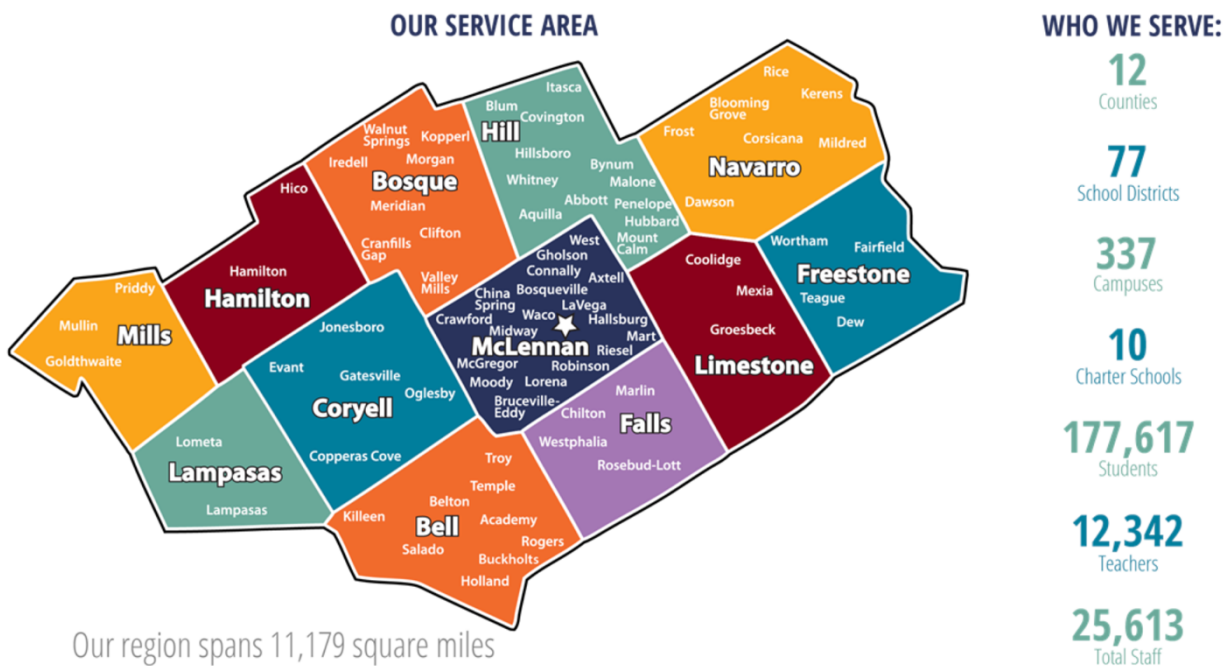 OUR SERVICE AREA
Itasca
Blum
Covington
Hill
Hillsboro
Bynum
Whitney
Malone
Abbott
Penelope
Aquilla
Hubbard
Mount
Calm
Rice
Kerens
Blooming
Grove
Frost
Corsicana
Mildred
Navarro
Dawson
Walnut
Springs
Kopperl
Iredell
Morgan
Bosque
Meridian
Clifton
Cranfills
Gap
Valley
Mills
Hico
Hamilton
Hamilton
Priddy
Mullin
Mills
Goldthwaite
Jonesboro
Evant
Gatesville
Oglesby
Coryell
Copperas Cove
West
Gholson
Connally
Axtell
Bosqueville
China
Spring
LaVega
Waco
Hallsburg
Crawford
Midway
Mart
McLennan
Riesel
McGregor
Robinson
Moody
Lorena
Bruceville-
Eddy
Coolidge
Mexia
Groesbeck
Limestone
Wortham
Fairfield
Freestone
Teague
Dew
Marlin
Chilton
Falls
Westphalia
Rosebud-Lott
Lometa
Lampasas
Lampasas
Troy
Temple
Belton
Killeen
Academy
Bell
Rogers
Salado
Buckholts
Holland
Our region spans 11,179 square miles
WHO WE SERVE:
12
Counties
77
School Districts
337
Campuses
10
Charter Schools
177,617
Students
12,342
Teachers
25,613
Total Staff